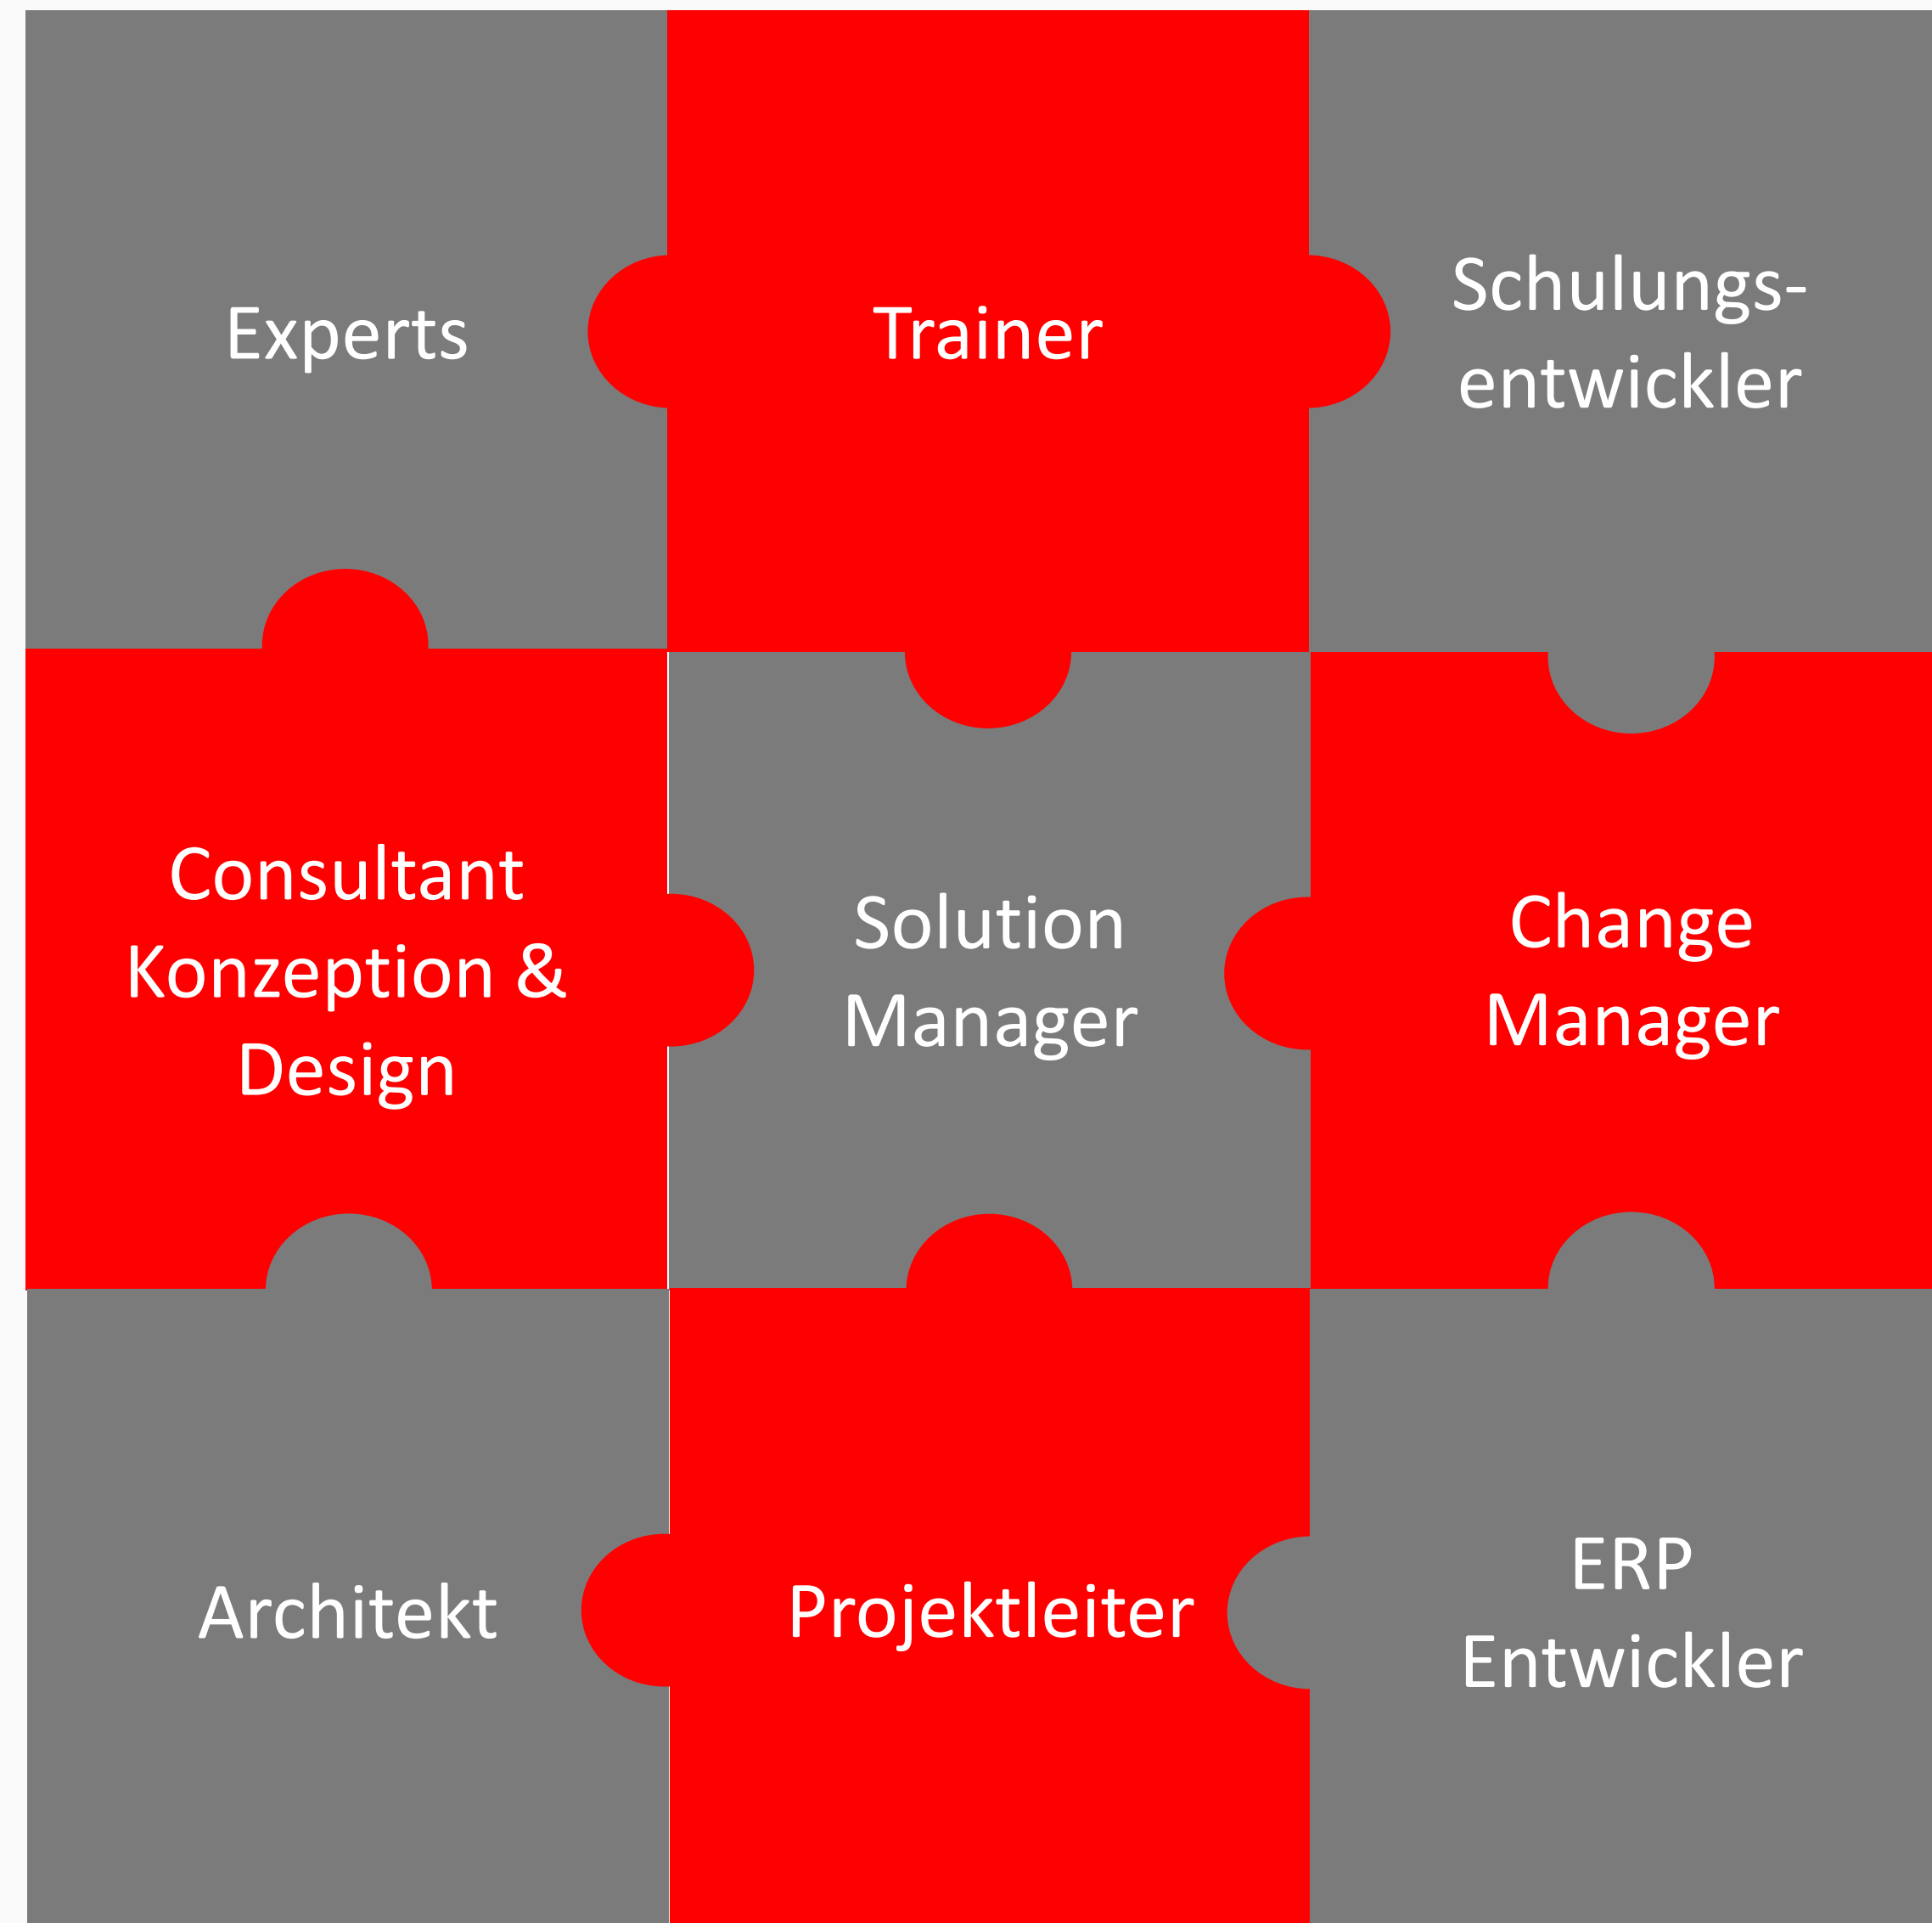 Experts
Trainer
Schulungs-
entwickler
Consultant
Konzeption &
Design
Solution
Manager
Change
Manager
Architekt
Projektleiter
ERP
Entwickler